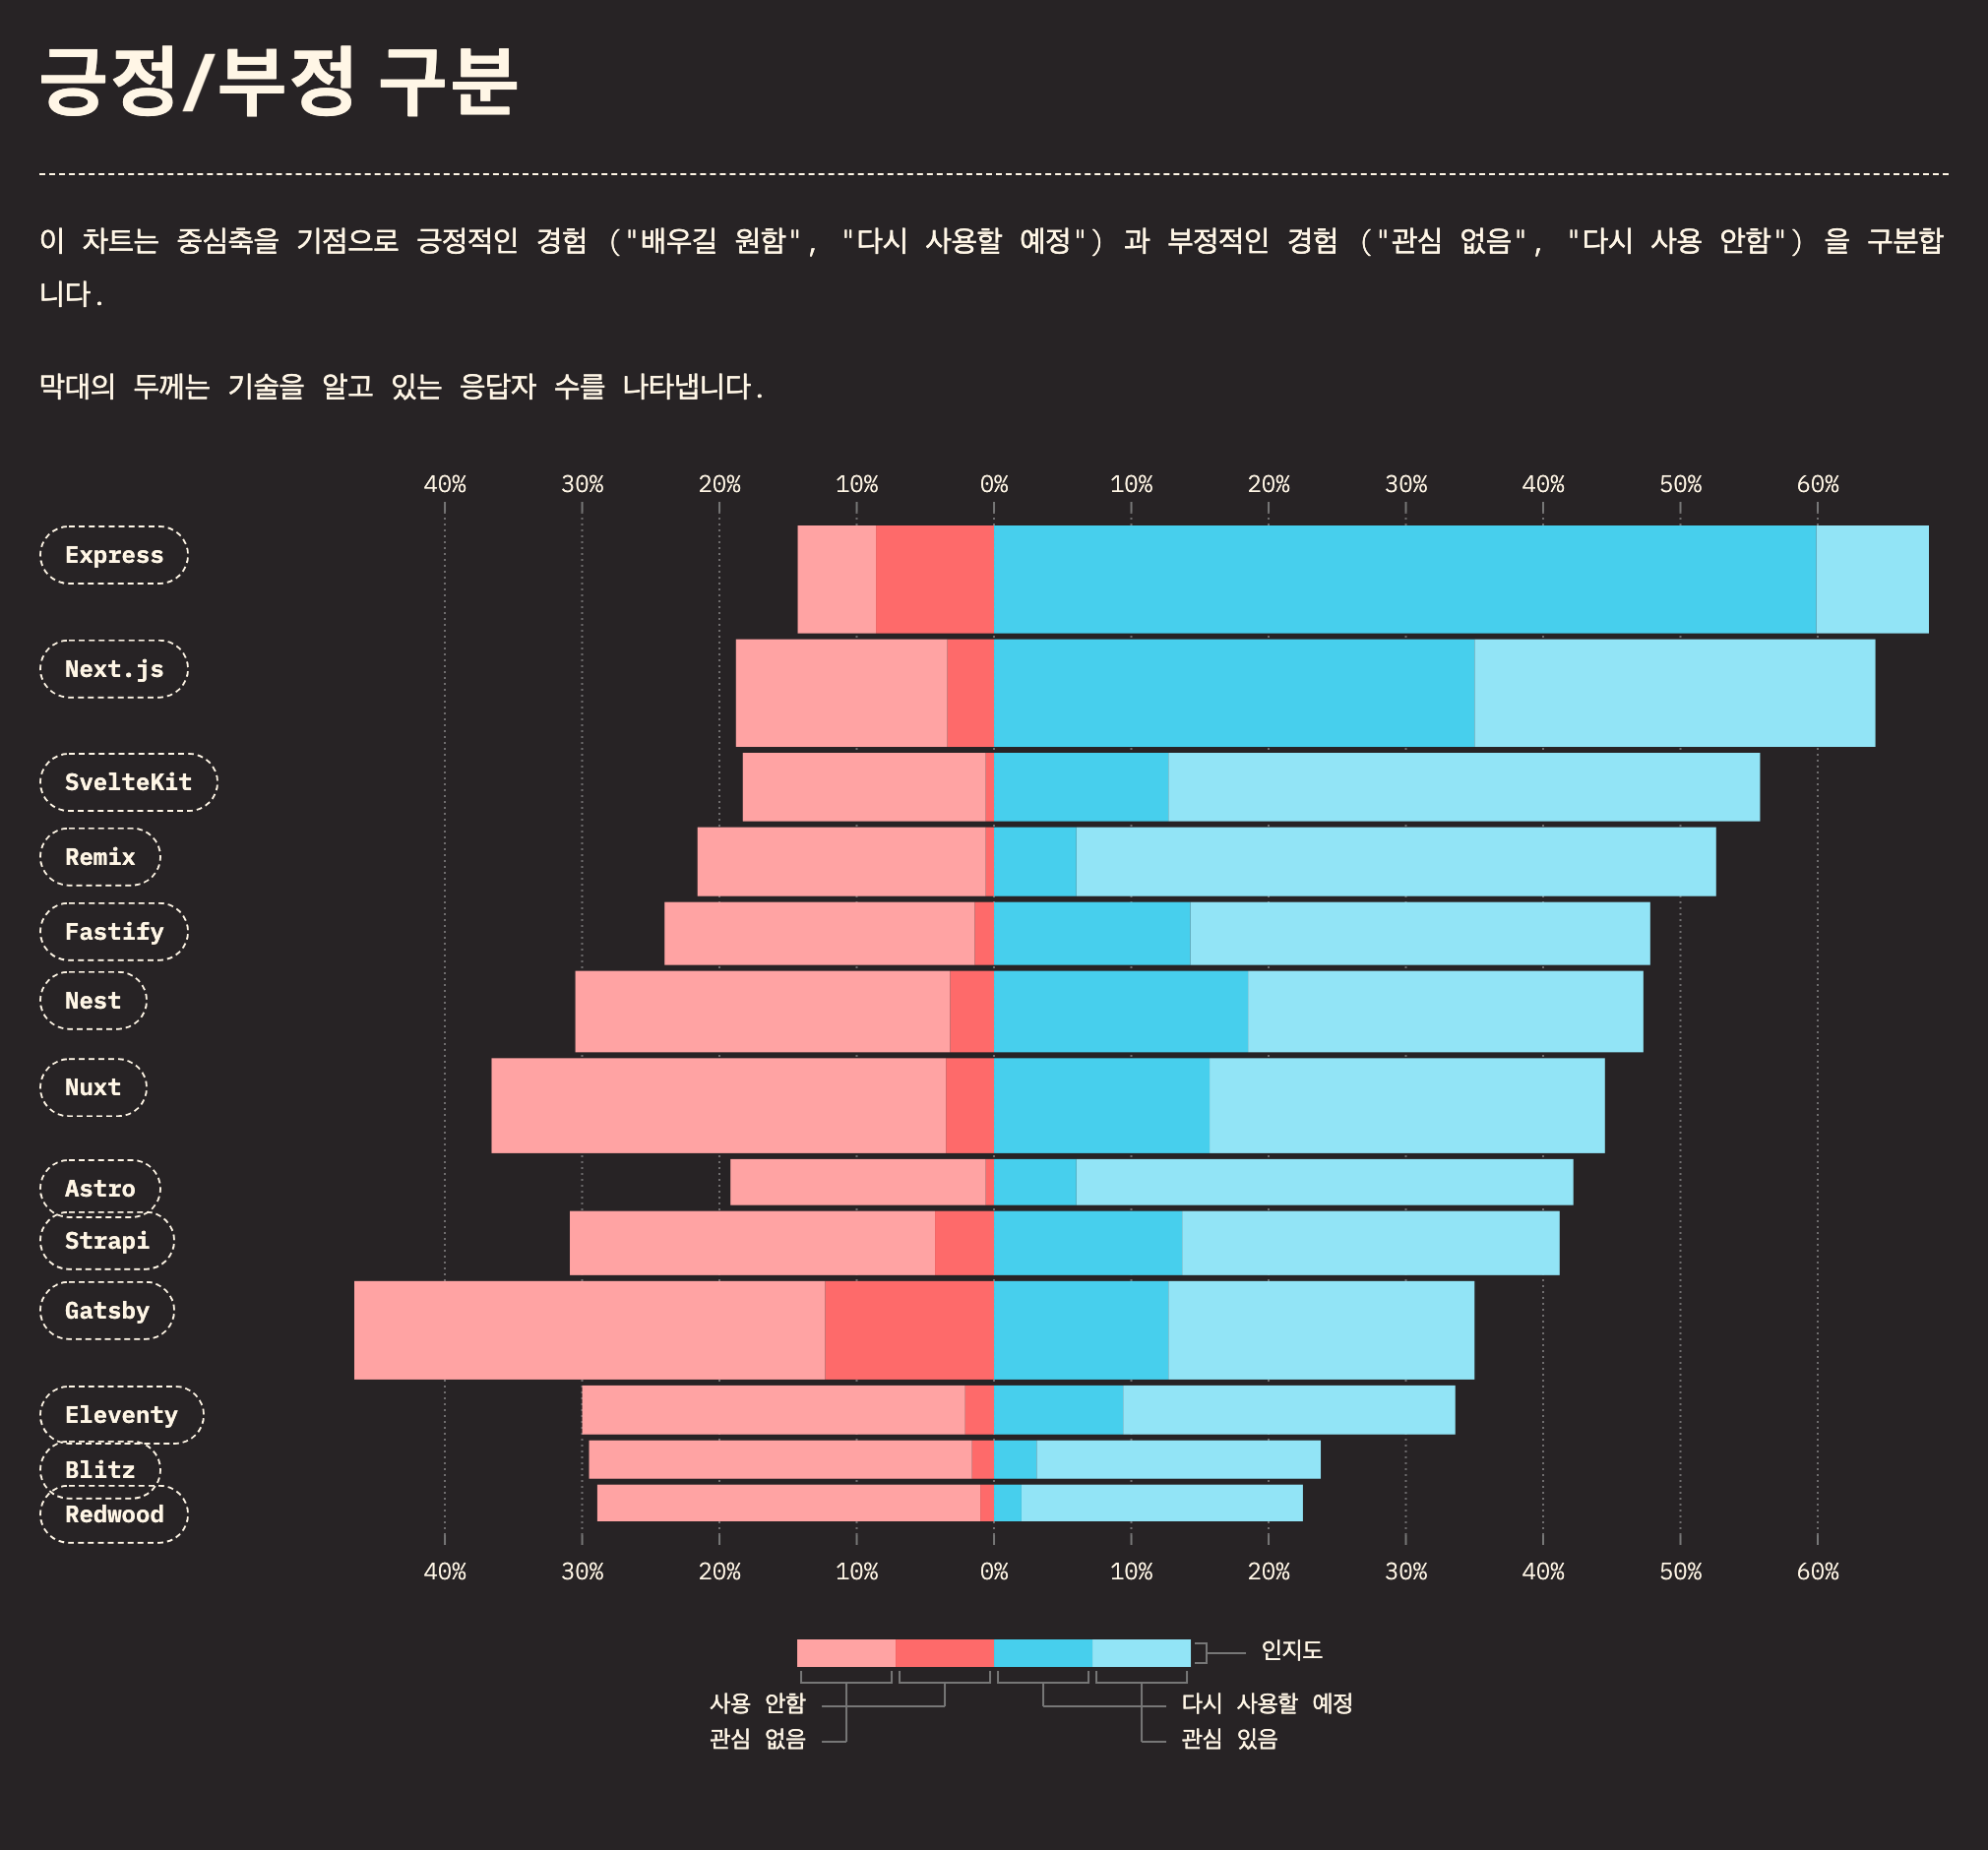 긍정/부정 구분
이 차트는 중심축을 기점으로 긍정적인 경험 ("배우길 원함", "다시 사용할 예정") 과 부정적인 경험 ("관심 없음", "다시 사용 안함") 을 구분합
니다.
막대의 두께는 기술을 알고 있는 응답자 수를 나타냅니다.
40% 30% 20% 10% 0% 10% 20% 30% 40% 50% 60%
Express
Next.js
SvelteKit
Remix
Fastify
Nest
Nuxt
Astro
Strapi
Gatsby
Eleventy
Blitz
Redwood
40% 30% 20% 10% 0% 10% 20% 30% 40% 50% 60%
인지도
사용 안함 다시 사용할 예정
관심 없음 관심 있음